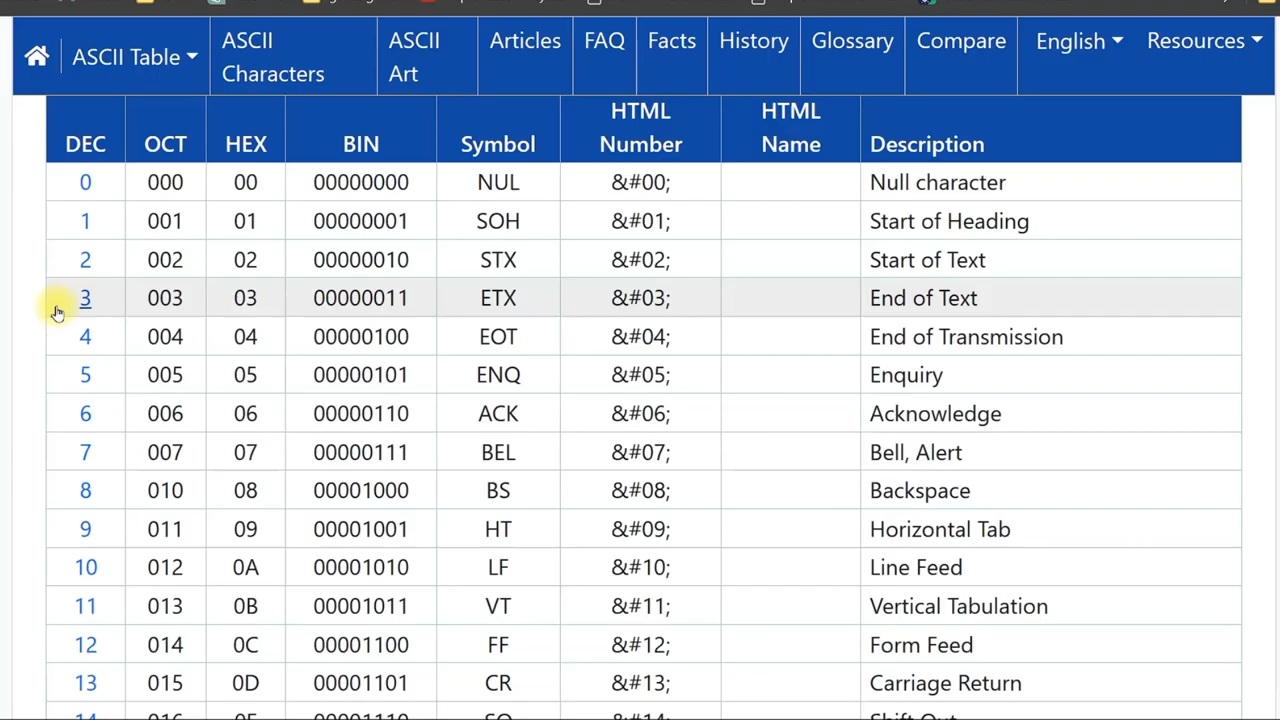 ASCII Table
ASCII Characters
ASCII Art
Articles
FAQ
Facts
History
Glossary
Compare
English
Resources
DEC OCT HEX BIN Symbol HTML Number HTML Name Description
0 000 00 00000000 NUL &#00; Null character
1 001 01 00000001 SOH &#01; Start of Heading
2 002 02 00000010 STX &#02; Start of Text
3 003 03 00000011 ETX &#03; End of Text
4 004 04 00000100 EOT &#04; End of Transmission
5 005 05 00000101 ENQ &#05; Enquiry
6 006 06 00000110 ACK &#06; Acknowledge
7 007 07 00000111 BEL &#07; Bell, Alert
8 010 08 00001000 BS &#08; Backspace
9 011 09 00001001 HT &#09; Horizontal Tab
10 012 0A 00001010 LF &#10; Line Feed
11 013 0B 00001011 VT &#11; Vertical Tabulation
12 014 0C 00001100 FF &#12; Form Feed
13 015 0D 00001101 CR &#13; Carriage Return